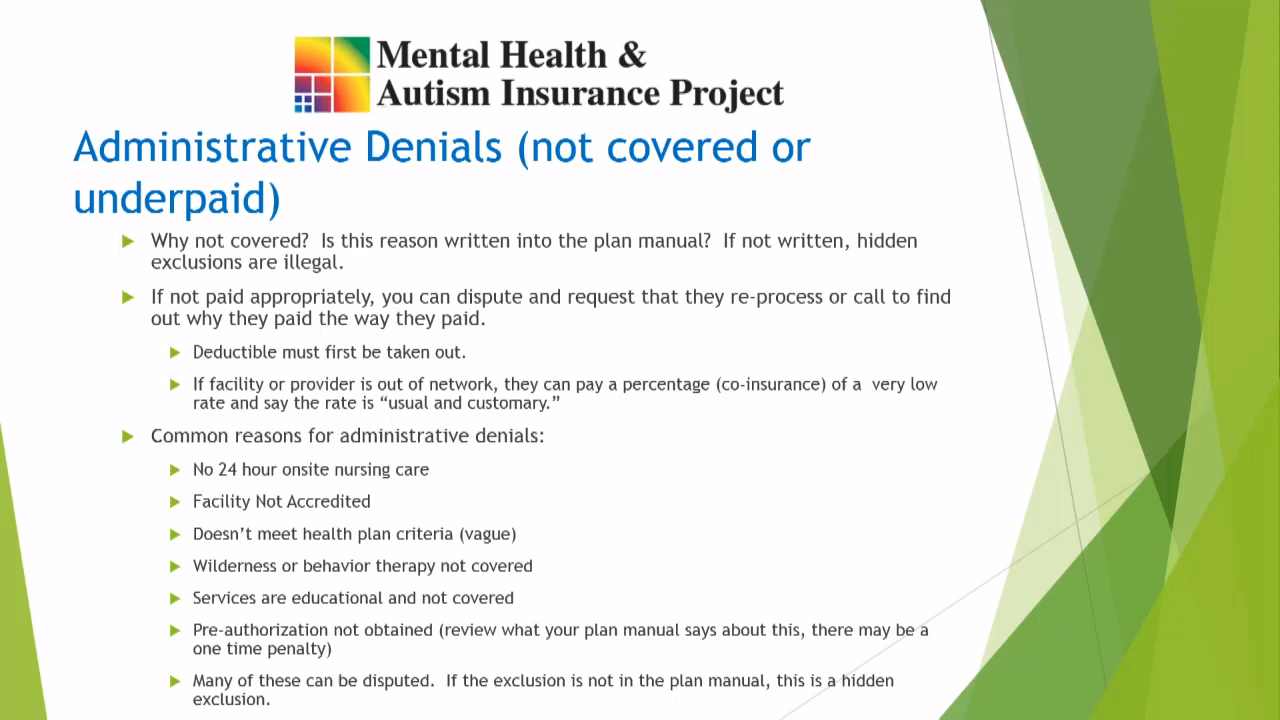 Mental Health &
Autism Insurance Project
Administrative Denials (not covered or
underpaid)
Why not covered?  Is this reason written into the plan manual?  If not written, hidden
exclusions are illegal.
If not paid appropriately, you can dispute and request that they re-process or call to find
out why they paid the way they paid.
Deductible must first be taken out.
If facility or provider is out of network, they can pay a percentage (co-insurance) of a  very low
rate and say the rate is “usual and customary.”
Common reasons for administrative denials:
No 24 hour onsite nursing care
Facility Not Accredited
Doesn’t meet health plan criteria (vague)
Wilderness or behavior therapy not covered
Services are educational and not covered
Pre-authorization not obtained (review what your plan manual says about this, there may be a
one time penalty)
Many of these can be disputed.  If the exclusion is not in the plan manual, this is a hidden
exclusion.